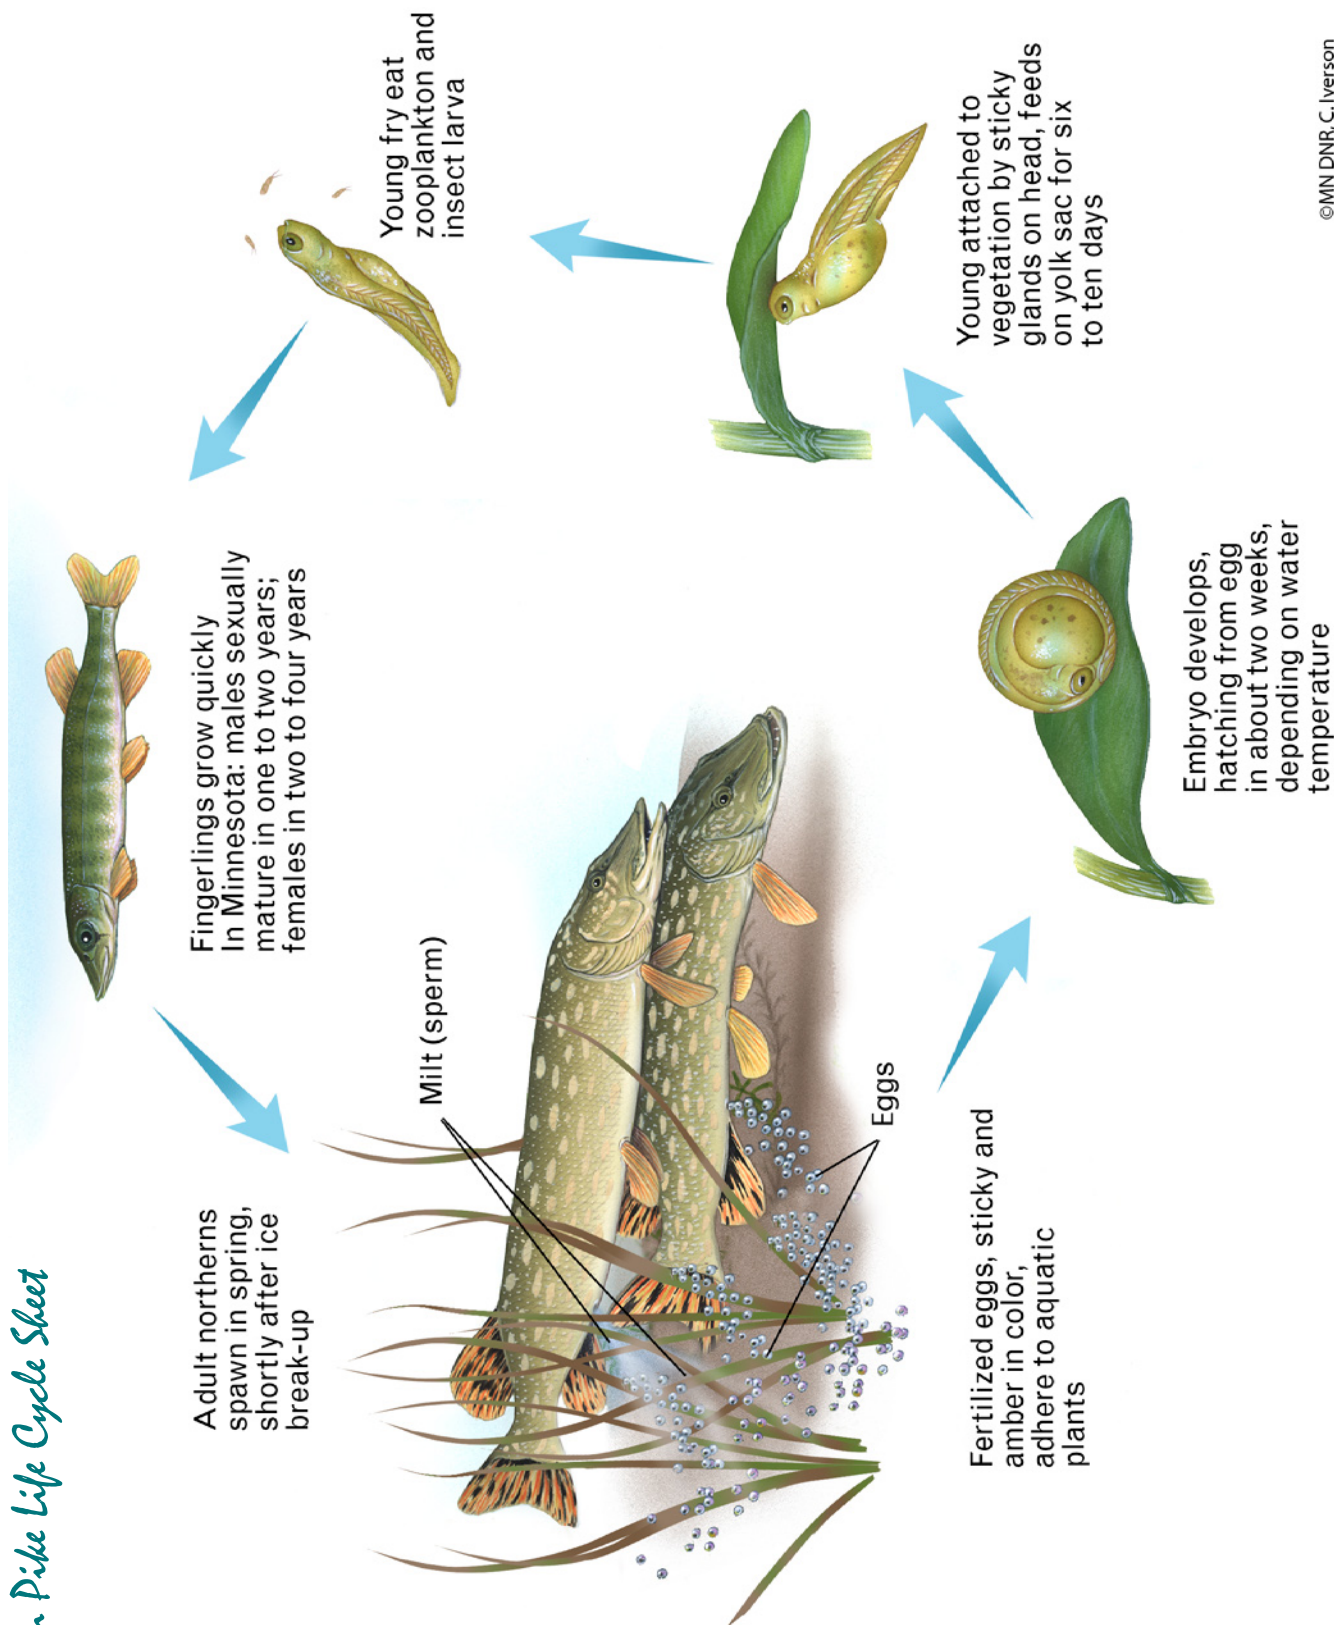 Pike Life Cycle Sheet
Adult northerns
spawn in spring,
shortly after ice
break-up
Fingerlings grow quickly
In Minnesota: males sexually
mature in one to two years;
females in two to four years
Young fry eat
zooplankton and
insect larva
Milt (sperm)
Eggs
Fertilized eggs, sticky and
amber in color,
adhere to aquatic
plants
Embryo develops,
hatching from egg
in about two weeks,
depending on water
temperature
Young attached to
vegetation by sticky
glands on head, feeds
on yolk sac for six
to ten days
©MN DNR, C. Iverson